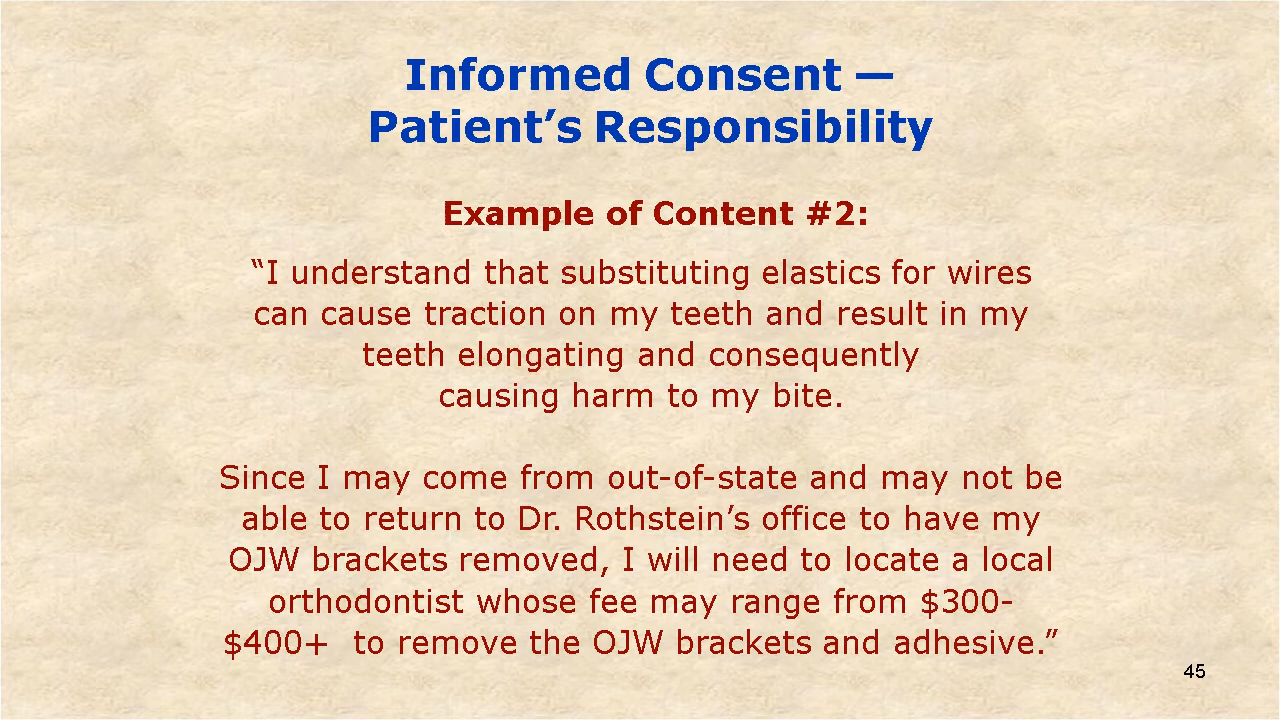 Informed Consent —
Patient’s Responsibility
Example of Content #2:
“I understand that substituting elastics for wires
can cause traction on my teeth and result in my
teeth elongating and consequently
causing harm to my bite.
Since I may come from out-of-state and may not be
able to return to Dr. Rothstein’s office to have my
OJW brackets removed, I will need to locate a local
orthodontist whose fee may range from $300-
$400+  to remove the OJW brackets and adhesive.”
45